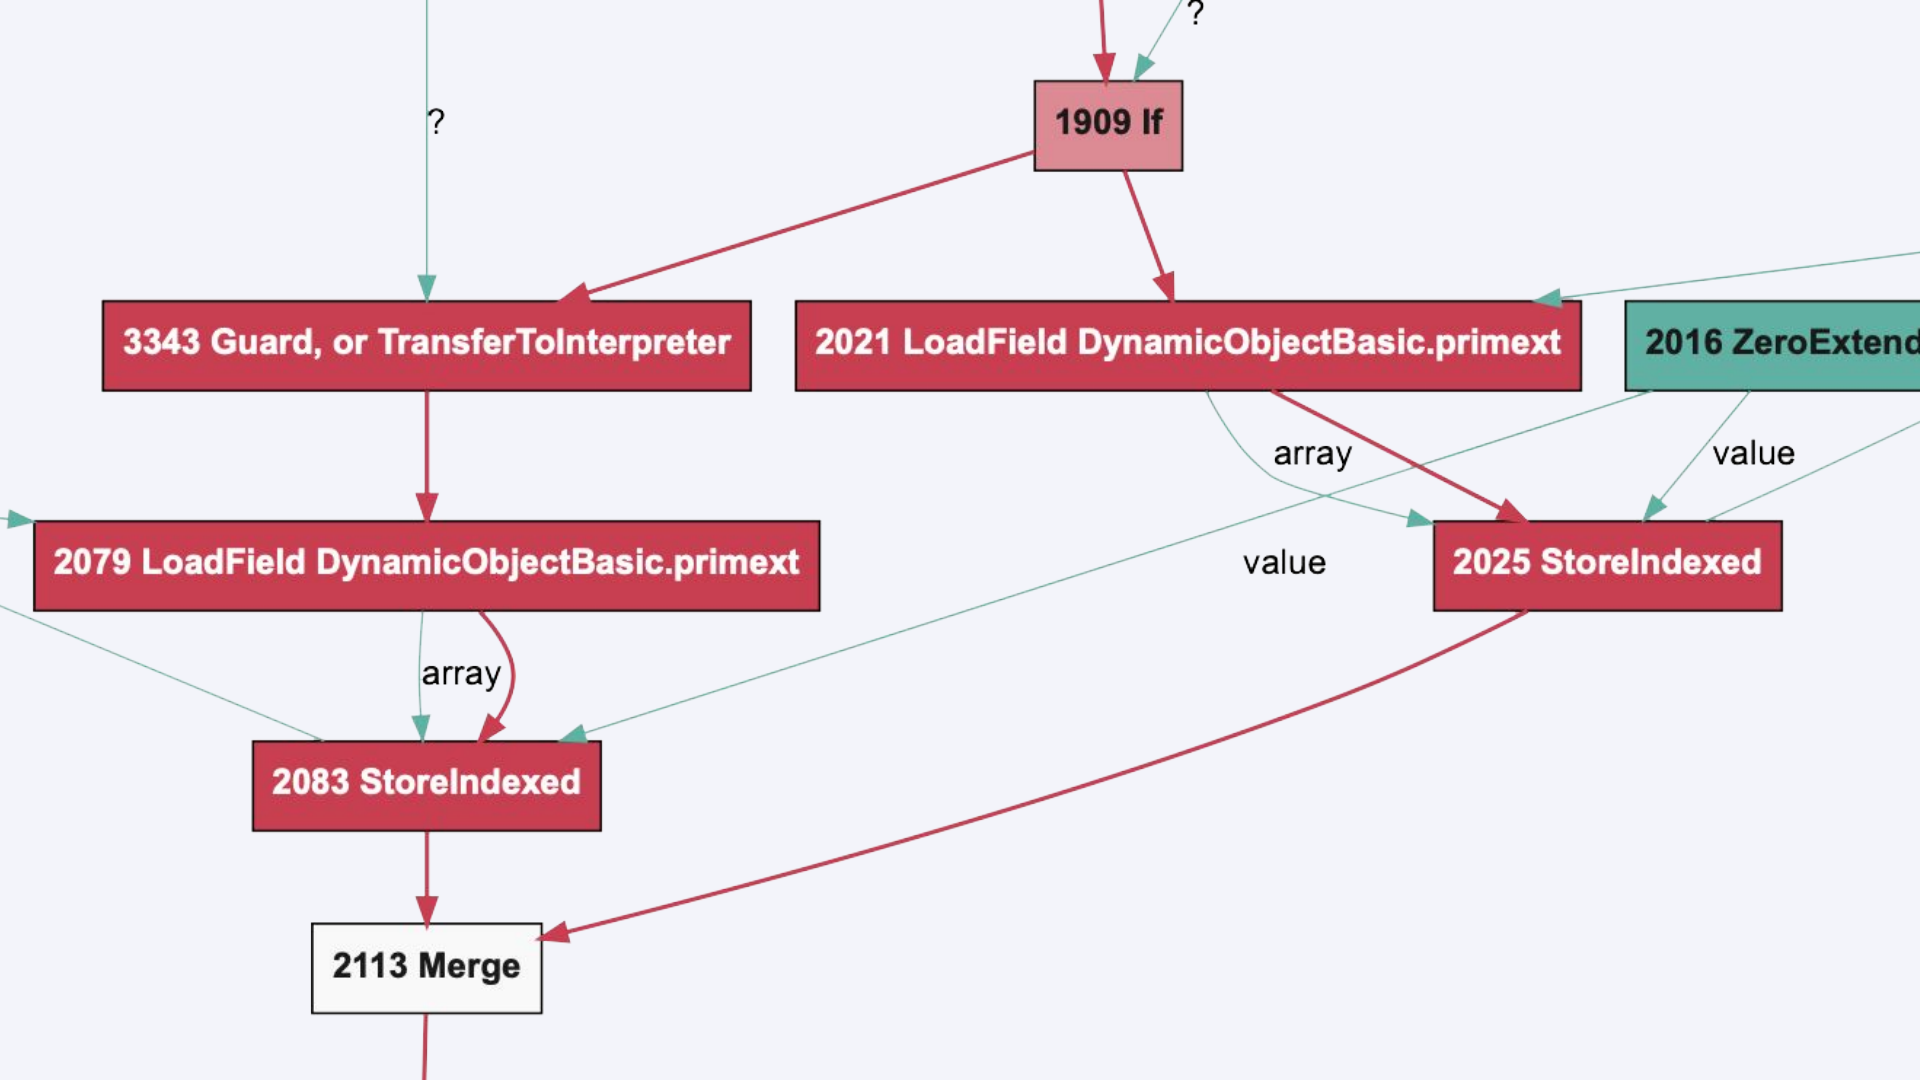 ?
1909 If
?
3343 Guard, or TransferToInterpreter
2021 LoadField DynamicObjectBasic.primext
2016 ZeroExtend
array
value
2079 LoadField DynamicObjectBasic.primext
value
2025 StoreIndexed
array
2083 StoreIndexed
2113 Merge